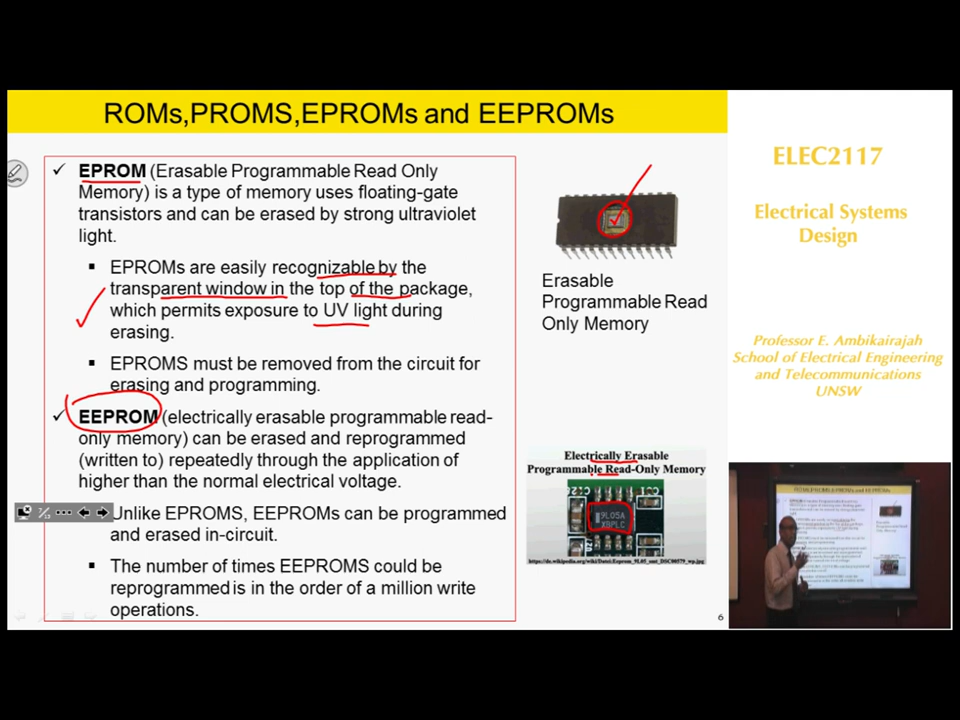 ROMs,PROMS,EPROMs and EEPROMs
EPROM (Erasable Programmable Read Only
Memory) is a type of memory uses floating-gate
transistors and can be erased by strong ultraviolet
light.
EPROMs are easily recognizable by the
transparent window in the top of the package,
which permits exposure to UV light during
erasing.
EPROMS must be removed from the circuit for
erasing and programming.
EEPROM (electrically erasable programmable read-
only memory) can be erased and reprogrammed
(written to) repeatedly through the application of
higher than the normal electrical voltage.
Unlike EPROMS, EEPROMs can be programmed
and erased in-circuit.
The number of times EEPROMS could be
reprogrammed is in the order of a million write
operations.
Erasable
Programmable Read
Only Memory
Electrically Erasable
Programmable Read-Only Memory
9L05A
X9PLC
6
ELEC2117
Electrical Systems
Design
Professor E. Ambikairajah
School of Electrical Engineering
and Telecommunications
UNSW